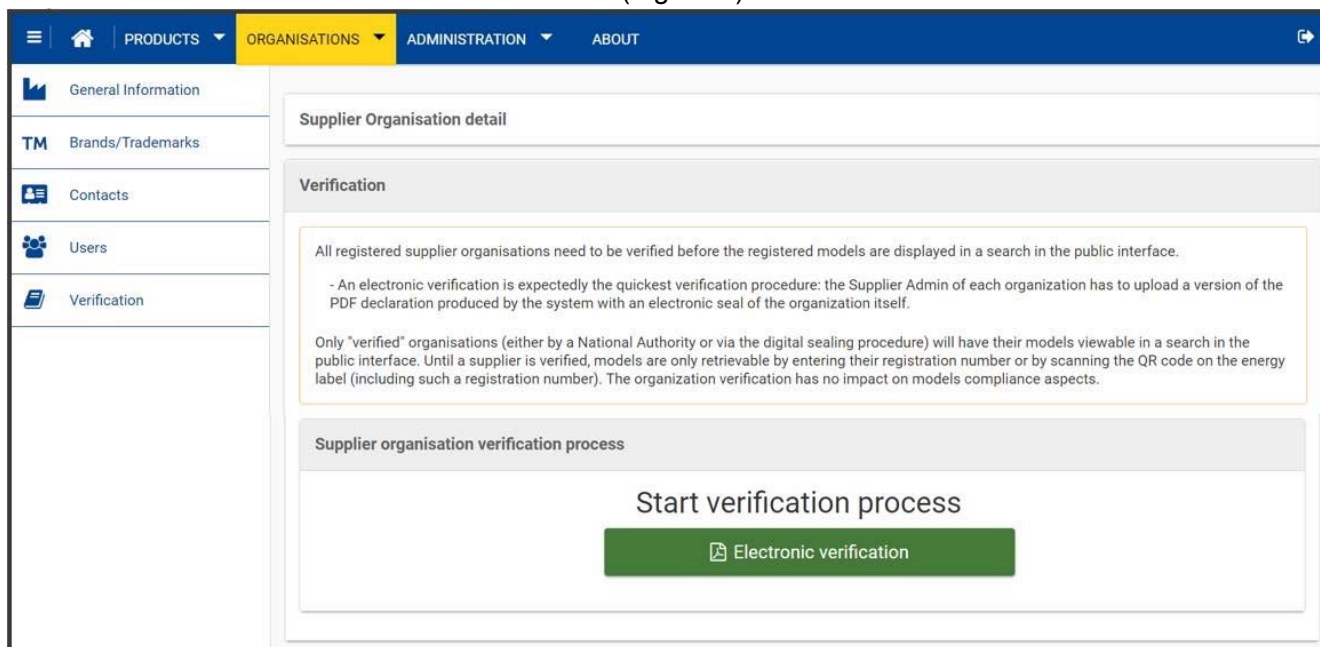 PRODUCTS ORGANISATIONS ADMINISTRATION ABOUT
General Information
TM Brands/Trademarks
Contacts
Users
Verification
Supplier Organisation detail
Verification
All registered supplier organisations need to be verified before the registered models are displayed in a search in the public interface.
- An electronic verification is expectedly the quickest verification procedure: the Supplier Admin of each organization has to upload a version of the
PDF declaration produced by the system with an electronic seal of the organization itself.
Only "verified" organisations (either by a National Authority or via the digital sealing procedure) will have their models viewable in a search in the
public interface. Until a supplier is verified, models are only retrievable by entering their registration number or by scanning the QR code on the energy
label (including such a registration number). The organization verification has no impact on models compliance aspects.
Supplier organisation verification process
Start verification process
Electronic verification